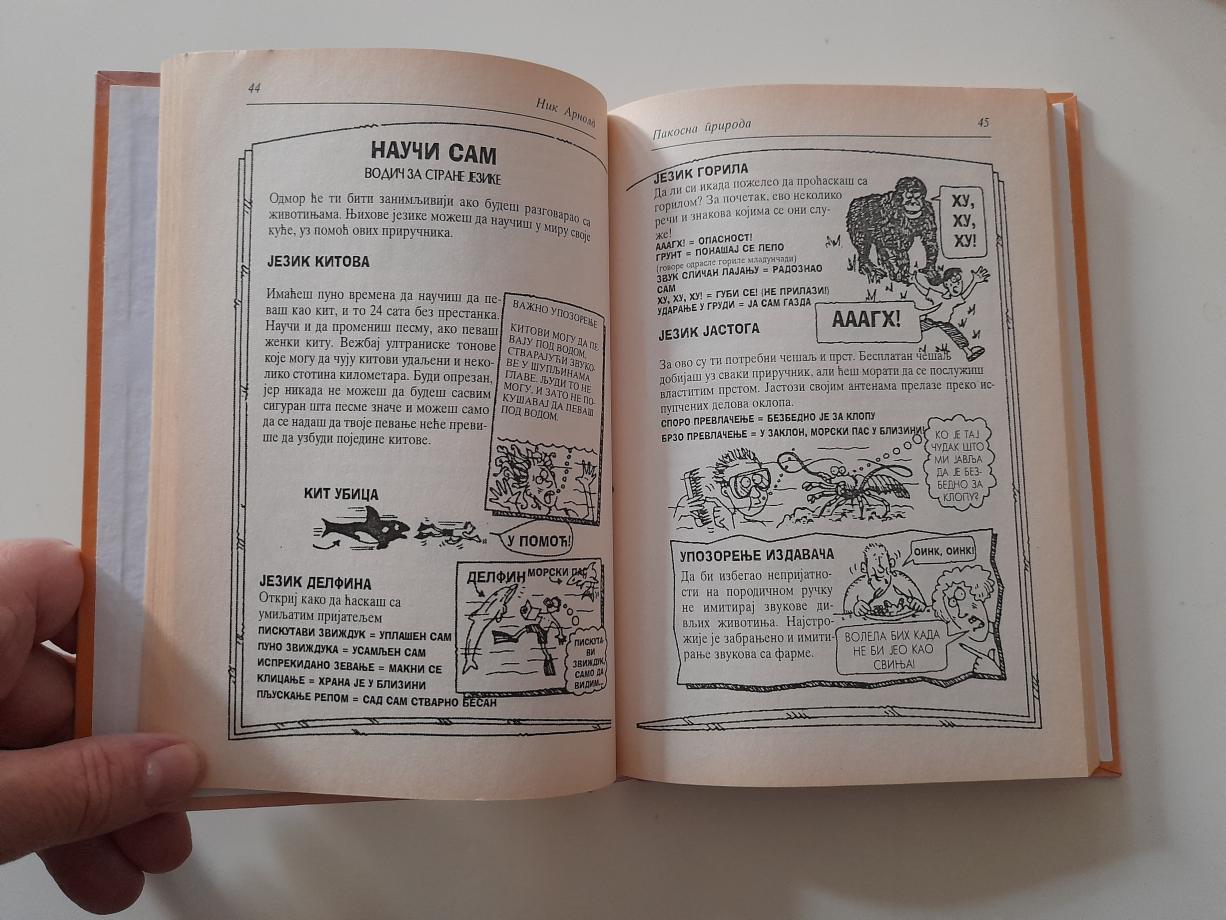 44
Ник Арнолд
НАУЧИ САМ
ВОДИЧ ЗА СТРАНЕ ЈЕЗИКЕ
Одмор ће ти бити занимљивији ако будеш разговарао са
животињама. Њихове језике можеш да научиш у миру своје
куће, уз помоћ ових приручника.
ЈЕЗИК КИТОВА
Имаћеш пуно времена да научиш да пе-
ваш као кит, и то 24 сата без престанка.
Научи и да промениш песму, ако певаш
женки киту. Вежбај ултраниске тонове
које могу да чују китови удаљени и неко-
лико стотина километара. Буди опрезан,
јер никада не можеш да будеш сасвим
сигуран шта песме значе и можеш само
да се надаш да твоје певање неће преви-
ше да узбуди поједине китове.
ВАЖНО УПОЗОРЕЊЕ
КИТОВИ МОГУ ДА ПЕ-
ВАЈУ ПОД ВОДОМ,
СТВАРАЈУЋИ ЗВУКО-
ВЕ У ШУПЉИНАМА
ГЛАВЕ. ЉУДИ ТО НЕ
МОГУ, И ЗАТО НЕ ПО-
КУШАВАЈ ДА ПЕВАШ
ПОД ВОДОМ.
КИТ УБИЦА
У ПОМОЋ!
ЈЕЗИК ДЕЛФИНА
Откриј како да ћаскаш са
умиљатим пријатељем
ПИСКУТАВИ ЗВИЖДУК = УПЛАШЕН САМ
ПУНО ЗВИЖДУКА = УСАМЉЕН САМ
ИСПРЕКИДАНО ЗЕВАЊЕ = МАКНИ СЕ
КЛИЦАЊЕ = ХРАНА ЈЕ У БЛИЗИНИ
ПЉУСКАЊЕ РЕПОМ = САД САМ СТВАРНО БЕСАН
ДЕЛФИН
МОРСКИ ПАС
ПИСКУТА-
ВИ
ЗВИЖДУК,
САМО ДА
ВИДИМ...
Пакосна природа
45
ЈЕЗИК ГОРИЛА
Да ли си икада пожелео да проћаскаш са
горилом? За почетак, ево неколико
речи и знакова којима се они слу-
же!
АААГХ! = ОПАСНОСТ!
ГРУНТ = ПОНАШАЈ СЕ ЛЕПО
(говоре одрасле гориле младунчади)
ЗВУК СЛИЧАН ЛАЈАЊУ = РАДОЗНАО
САМ
ХУ, ХУ, ХУ! = ГУБИ СЕ! (НЕ ПРИЛАЗИ!)
УДАРАЊЕ У ГРУДИ = ЈА САМ ГАЗДА
ХУ,
ХУ,
ХУ!
АААГХ!
ЈЕЗИК ЈАСТОГА
За ово су ти потребни чешаљ и прст. Бесплатан чешаљ
добијаш уз сваки приручник, али ћеш морати да се послужиш
властитим прстом. Јастози својим антенама прелазе преко ис-
пупчених делова оклопа.
СПОРО ПРЕВЛАЧЕЊЕ = БЕЗБЕДНО ЈЕ ЗА КЛОПУ
БРЗО ПРЕВЛАЧЕЊЕ = У ЗАКЛОН, МОРСКИ ПАС У БЛИЗИНИ!
КО ЈЕ ТАЈ
ЧУДАК ШТО
МИ ЈАВЉА
ДА ЈЕ БЕЗ-
БЕДНО ЗА
КЛОПУ?
УПОЗОРЕЊЕ ИЗДАВАЧА
Да би избегао непријатно-
сти на породичном ручку
не имитирај звукове ди-
вљих животиња. Најстро-
жије је забрањено и имити-
рање звукова са фарме.
ОИНК, ОИНК!
ВОЛЕЛА БИХ КАДА
НЕ БИ ЈЕО КАО
СВИЊА!